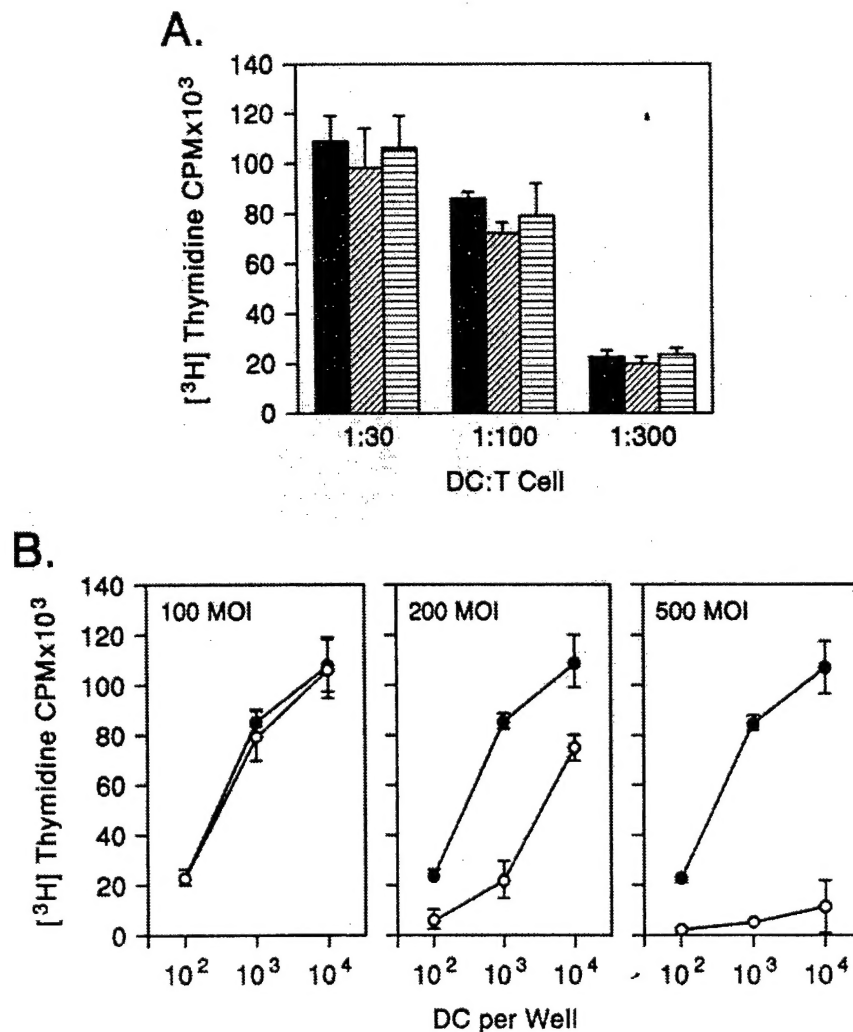 A.
[³H] Thymidine CPMx10³
140
120
100
80
60
40
20
0
1:30 1:100 1:300
DC:T Cell
B.
[³H] Thymidine CPMx10³
140
120
100
80
60
40
20
0
100 MOI 200 MOI 500 MOI
10² 10³ 10⁴ 10² 10³ 10⁴ 10² 10³ 10⁴
DC per Well